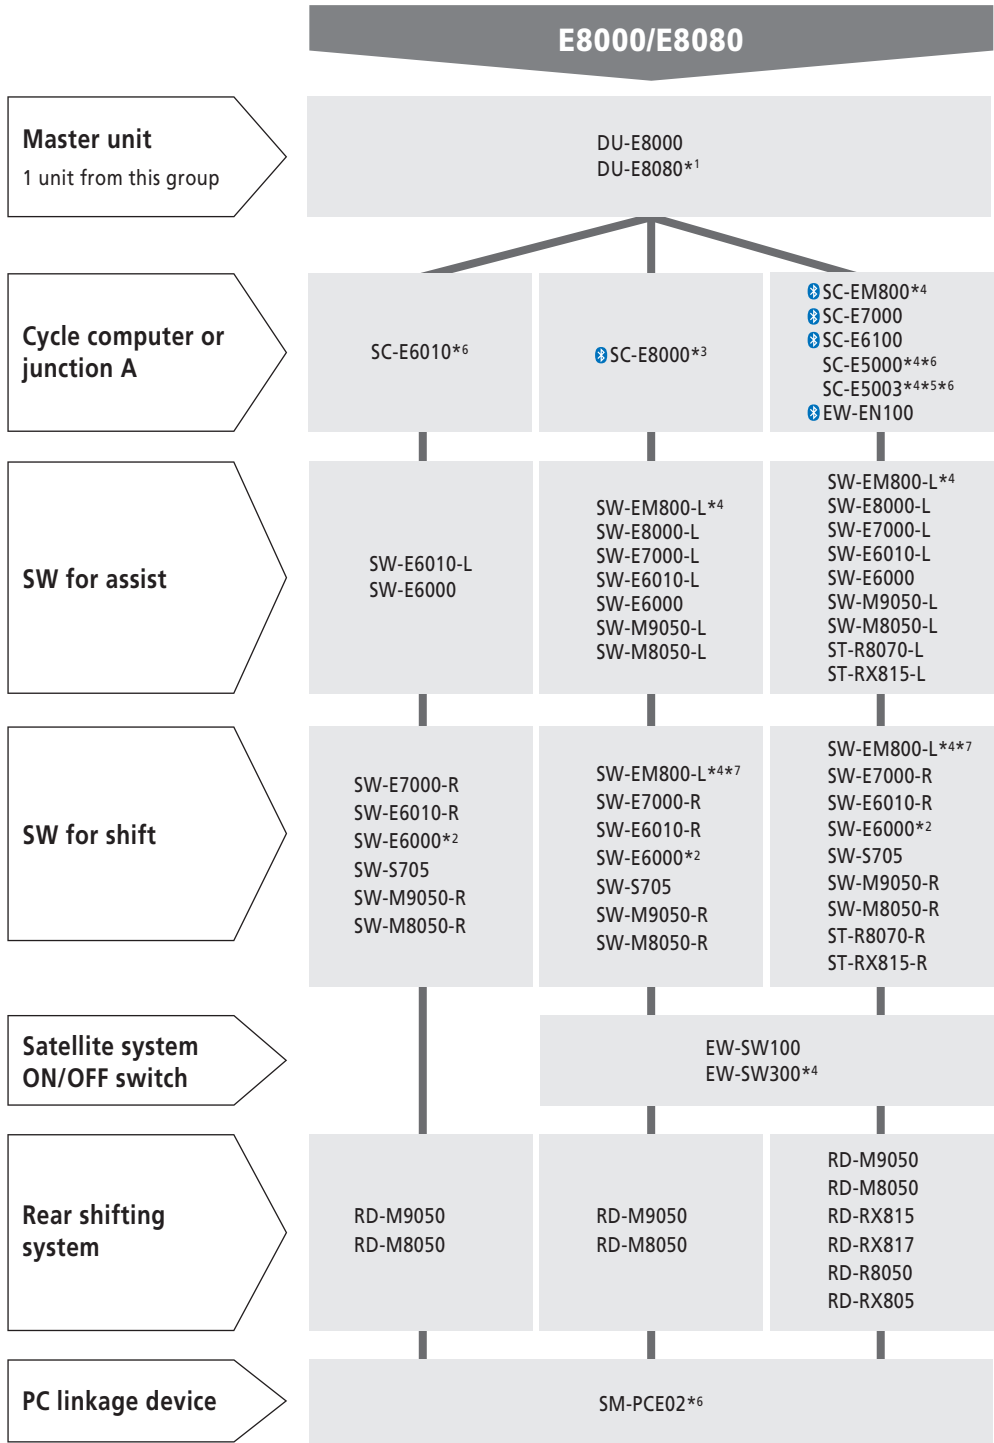 E8000/E8080
Master unit
1 unit from this group
DU-E8000
DU-E8080*1
Cycle computer or
junction A
SC-E6010*6
SC-E8000*3
SC-EM800*4
SC-E7000
SC-E6100
SC-E5000*4*6
SC-E5003*4*5*6
EW-EN100
SW for assist
SW-E6010-L
SW-E6000
SW-EM800-L*4
SW-E8000-L
SW-E7000-L
SW-E6010-L
SW-E6000
SW-M9050-L
SW-M8050-L
SW-EM800-L*4
SW-E8000-L
SW-E7000-L
SW-E6010-L
SW-E6000
SW-M9050-L
SW-M8050-L
ST-R8070-L
ST-RX815-L
SW for shift
SW-E7000-R
SW-E6010-R
SW-E6000*2
SW-S705
SW-M9050-R
SW-M8050-R
SW-EM800-L*4*7
SW-E7000-R
SW-E6010-R
SW-E6000*2
SW-S705
SW-M9050-R
SW-M8050-R
SW-EM800-L*4*7
SW-E7000-R
SW-E6010-R
SW-E6000*2
SW-S705
SW-M9050-R
SW-M8050-R
ST-R8070-R
ST-RX815-R
Satellite system
ON/OFF switch
EW-SW100
EW-SW300*4
Rear shifting
system
RD-M9050
RD-M8050
RD-M9050
RD-M8050
RD-M9050
RD-M8050
RD-RX815
RD-RX817
RD-R8050
RD-RX805
PC linkage device
SM-PCE02*6